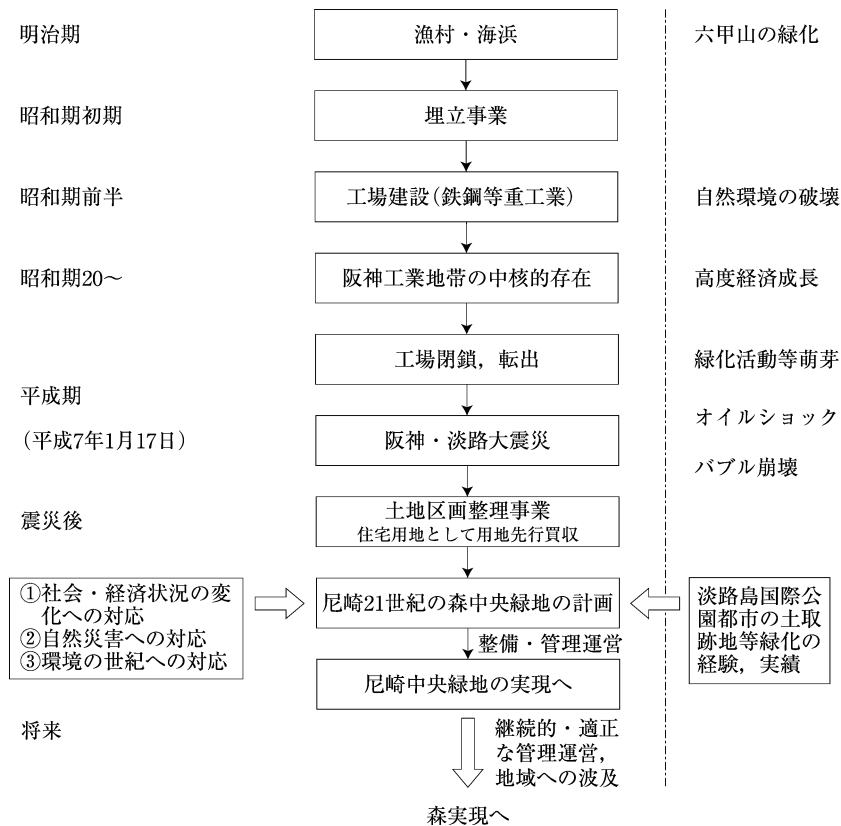 明治期
漁村・海浜
六甲山の緑化
昭和期初期
埋立事業
昭和期前半
工場建設（鉄鋼等重工業）
自然環境の破壊
昭和期20〜
阪神工業地帯の中核的存在
高度経済成長
工場閉鎖，転出
緑化活動等萌芽
平成期
オイルショック
（平成7年1月17日）
阪神・淡路大震災
バブル崩壊
震災後
土地区画整理事業
住宅用地として用地先行買収
①社会・経済状況の変
化への対応
②自然災害への対応
③環境の世紀への対応
尼崎21世紀の森中央緑地の計画
淡路島国際公
園都市の土取
跡地等緑化の
経験，実績
整備・管理運営
尼崎中央緑地の実現へ
将来
継続的・適正
な管理運営，
地域への波及
森実現へ